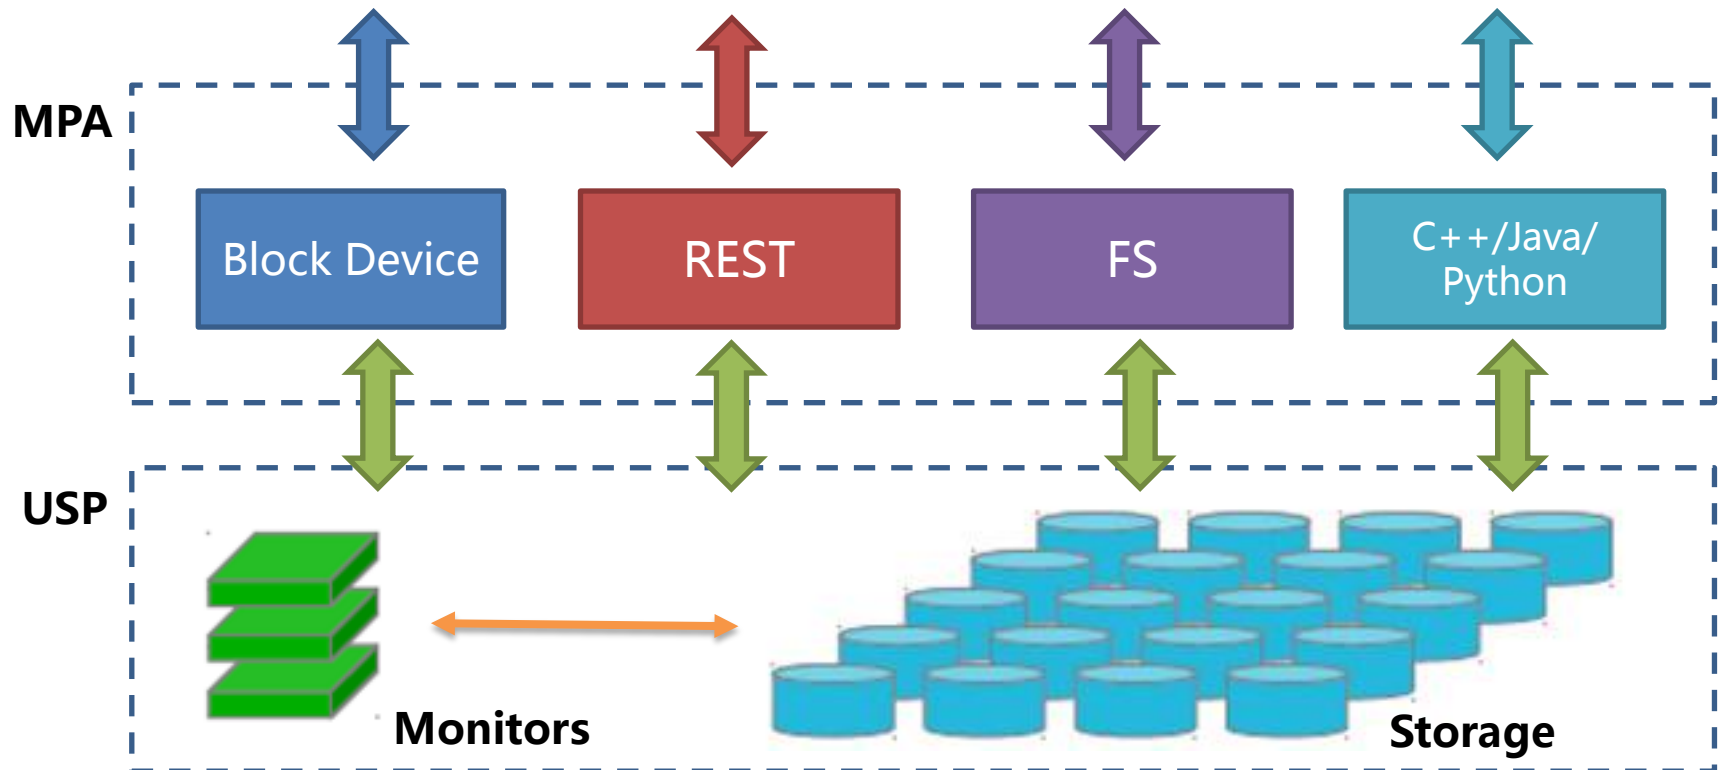 MPA
Block Device
REST
FS
C++/Java/
Python
USP
Monitors
Storage